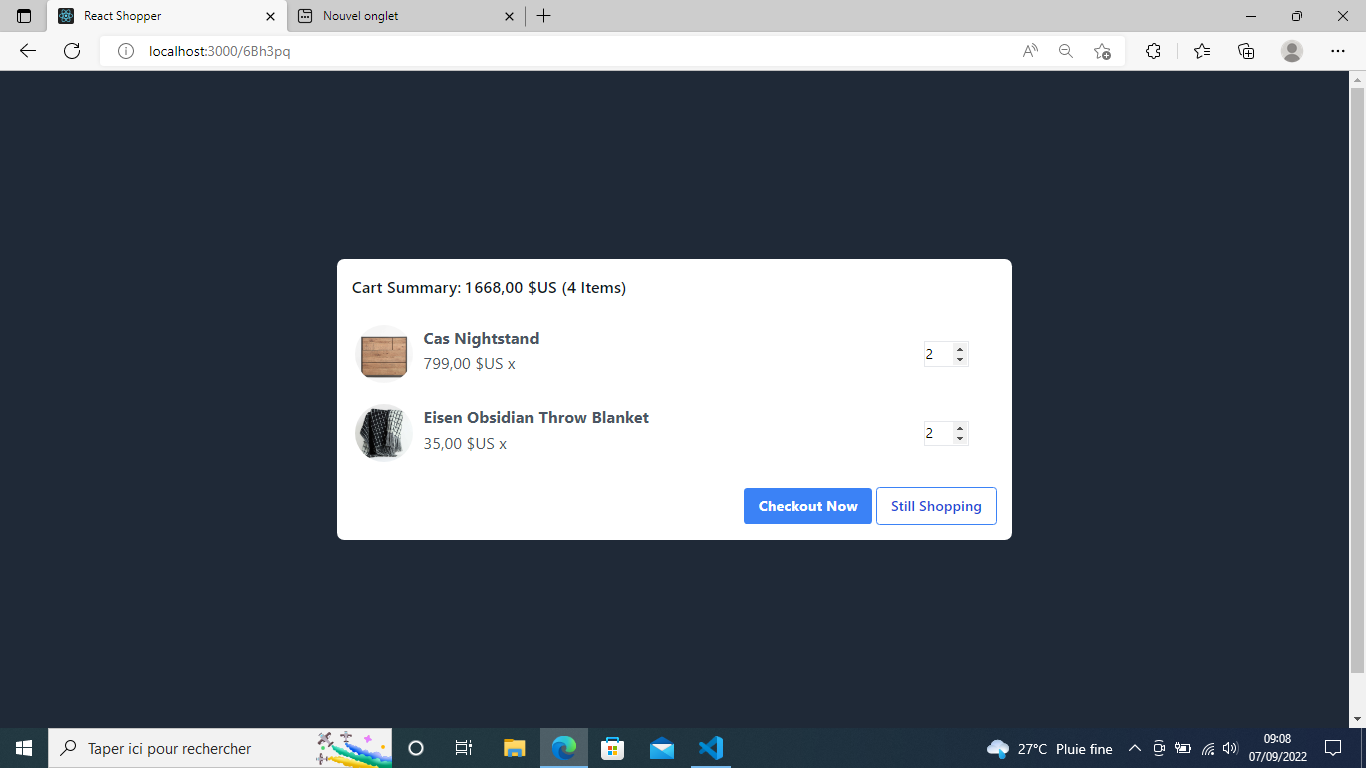 React Shopper
Nouvel onglet
localhost:3000/6Bh3pq
Cart Summary: 1 668,00 $US (4 Items)
Cas Nightstand
799,00 $US x
2
Eisen Obsidian Throw Blanket
35,00 $US x
2
Checkout Now
Still Shopping
Taper ici pour rechercher
27°C Pluie fine
09:08
07/09/2022